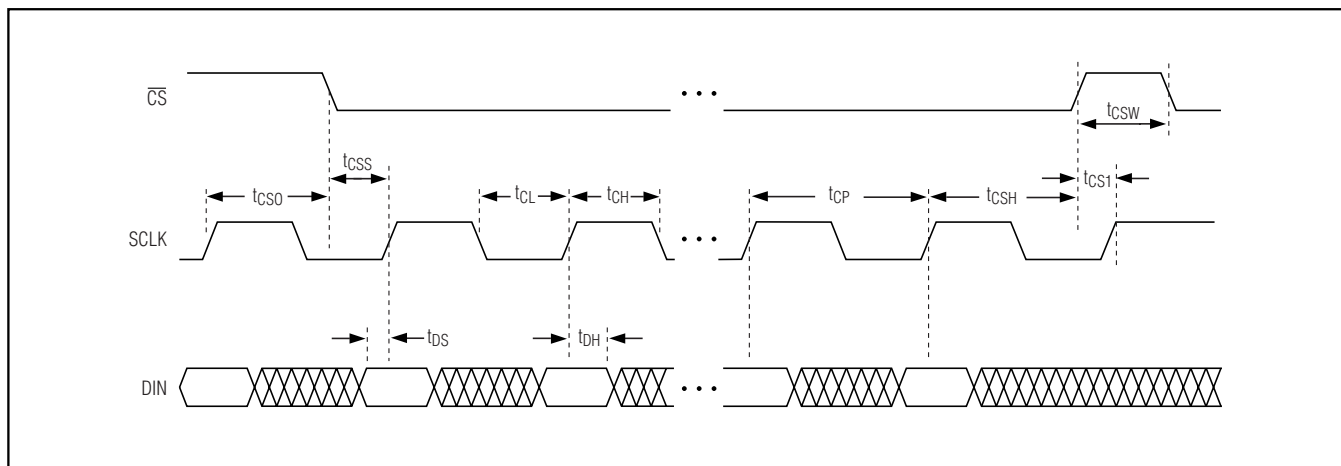 CS
tCSW
tCSS
tCSO
tCL
tCH
tCP
tCSH
tCS1
SCLK
tDS
tDH
DIN